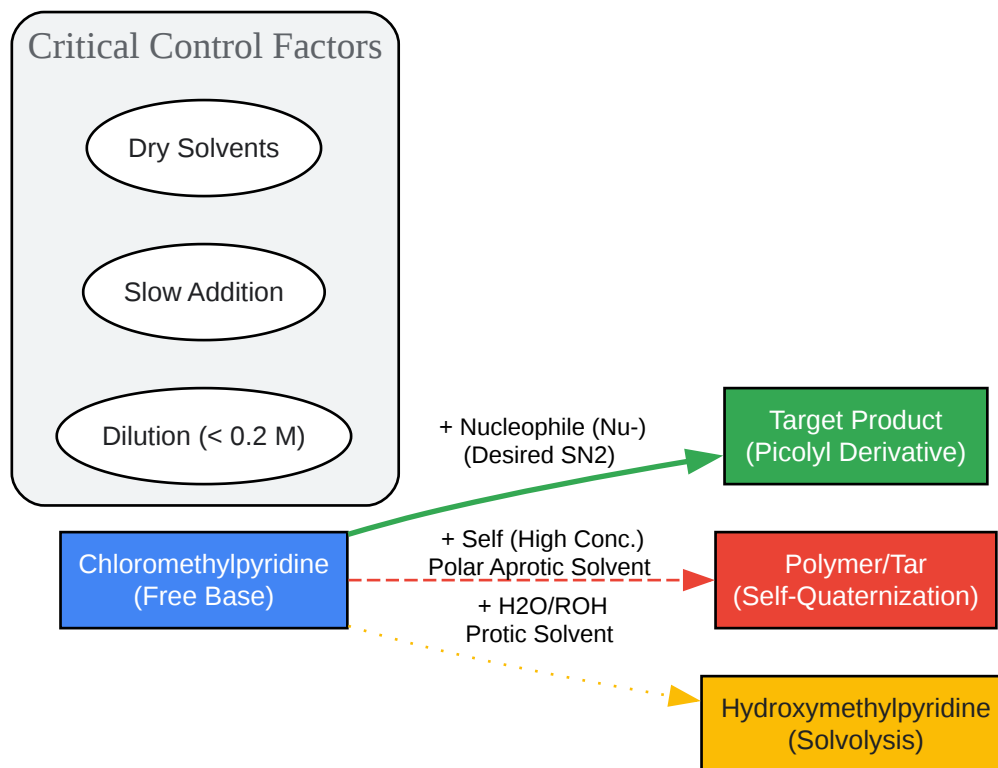 Critical Control Factors
Dry Solvents
Slow Addition
Dilution (< 0.2 M)
+ Nucleophile (Nu-)
(Desired SN2)
Target Product
(Picolyl Derivative)
Chloromethylpyridine
(Free Base)
+ Self (High Conc.)
Polar Aprotic Solvent
Polymer/Tar
(Self-Quaternization)
+ H2O/ROH
Protic Solvent
Hydroxymethylpyridine
(Solvolysis)